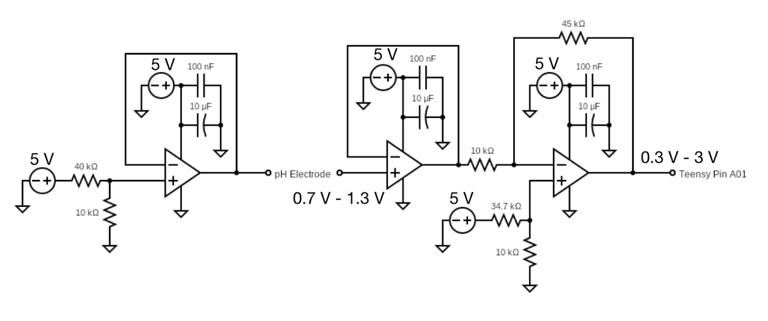 45 kΩ
5 V
100 nF
10 µF
5 V
100 nF
10 µF
5 V
100 nF
10 µF
5 V
40 kΩ
10 kΩ
pH Electrode
0.7 V - 1.3 V
10 kΩ
5 V
34.7 kΩ
10 kΩ
0.3 V - 3 V
Teensy Pin A01